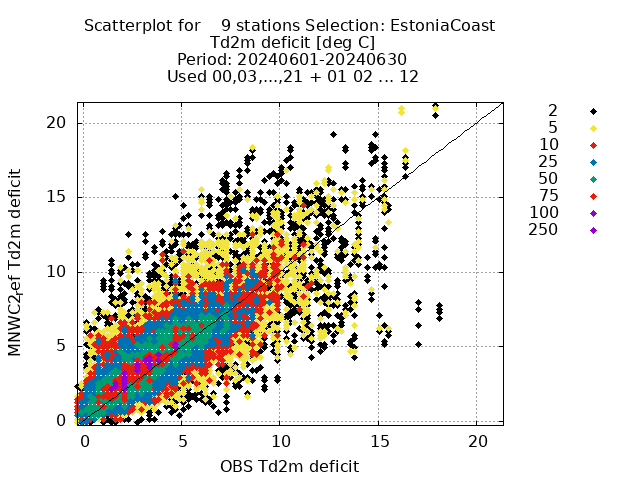 Scatterplot for 9 stations Selection: EstoniaCoast
Td2m deficit [deg C]
Period: 20240601-20240630
Used 00,03,...,21 + 01 02 ... 12
2
5
10
25
50
75
100
250
20
15
10
5
0
MNWC2ref Td2m deficit
0 5 10 15 20
OBS Td2m deficit